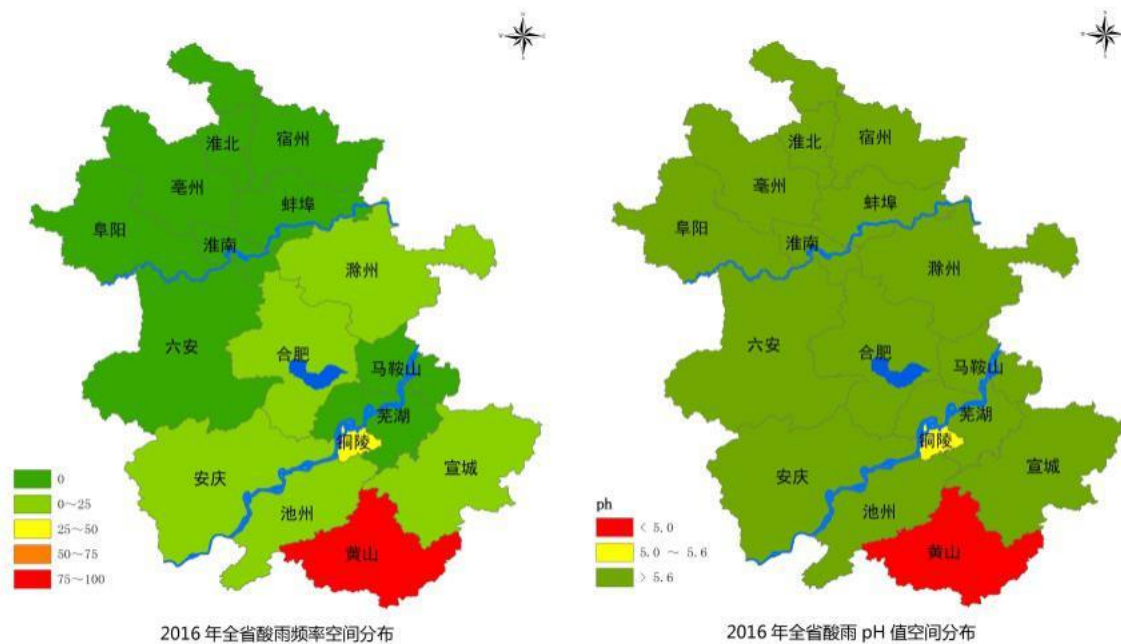 淮北
宿州
亳州
蚌埠
阜阳
淮南
滁州
六安
合肥
马鞍山
芜湖
铜陵
安庆
宣城
池州
黄山
0
0～25
25～50
50～75
75～100
2016 年全省酸雨频率空间分布
淮北
宿州
亳州
蚌埠
阜阳
淮南
滁州
六安
合肥
马鞍山
芜湖
铜陵
安庆
宣城
池州
黄山
ph
< 5.0
5.0 ～ 5.6
> 5.6
2016 年全省酸雨 pH 值空间分布